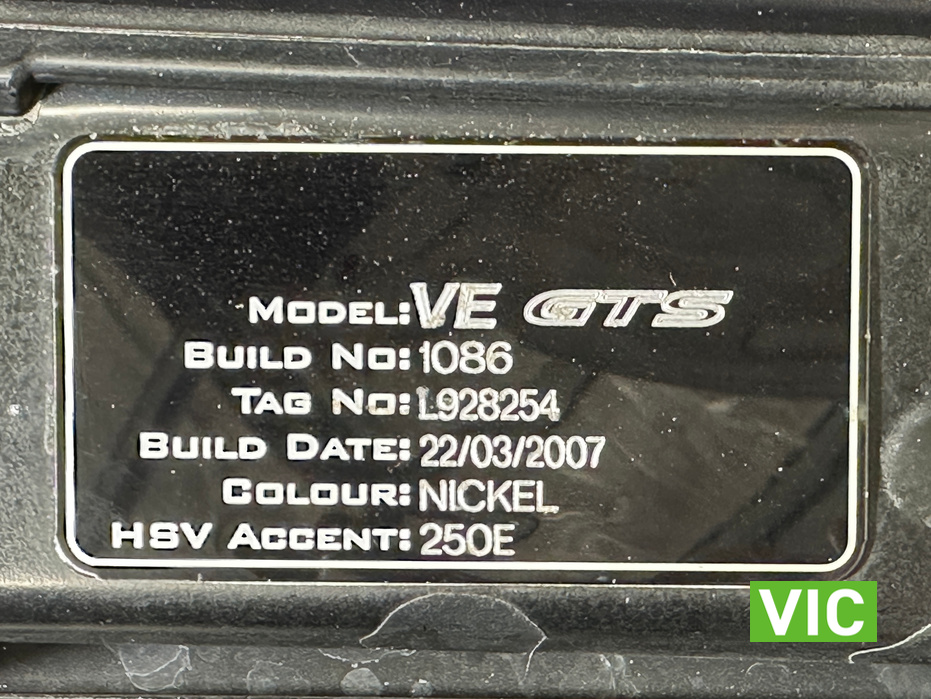 MODEL: VE GTS
BUILD NO: 1086
TAG NO: L928254
BUILD DATE: 22/03/2007
COLOUR: NICKEL
HSV ACCENT: 250E
VIC